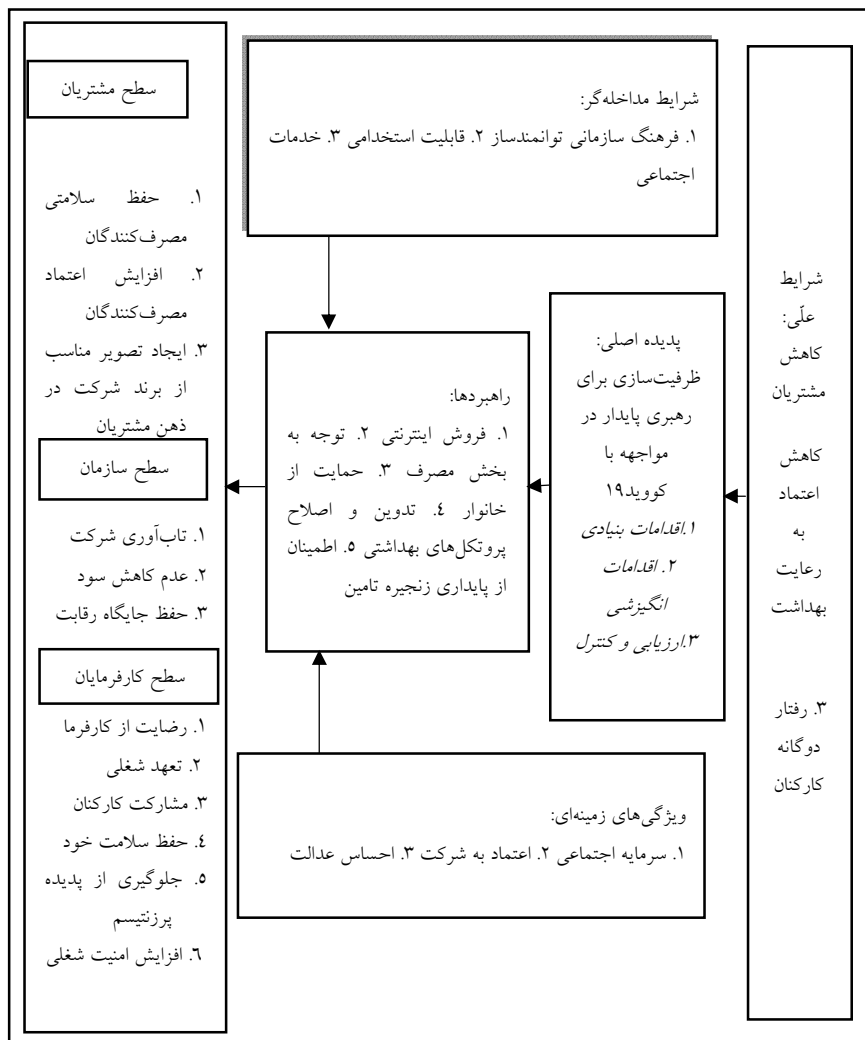 شرایط
علّی:
کاهش
مشتریان
کاهش
اعتماد
به
رعایت
بهداشت
۳. رفتار
دوگانه
کارکنان
شرایط مداخله‌گر:
۱. فرهنگ سازمانی توانمندساز ۲. قابلیت استخدامی ۳. خدمات
اجتماعی
پدیده اصلی:
ظرفیت‌سازی برای
رهبری پایدار در
مواجهه با
کووید۱۹
۱.اقدامات بنیادی
۲. اقدامات
انگیزشی
۳.ارزیابی و کنترل
راهبردها:
۱. فروش اینترنتی ۲. توجه به
بخش مصرف ۳. حمایت از
خانوار ٤. تدوین و اصلاح
پروتکل‌های بهداشتی ٥. اطمینان
از پایداری زنجیره تامین
ویژگی‌های زمینه‌ای:
۱. سرمایه اجتماعی ۲. اعتماد به شرکت ۳. احساس عدالت
سطح مشتریان
۱. حفظ سلامتی
مصرف‌کنندگان
۲. افزایش اعتماد
مصرف‌کنندگان
۳. ایجاد تصویر مناسب
از برند شرکت در
ذهن مشتریان
سطح سازمان
۱. تاب‌آوری شرکت
۲. عدم کاهش سود
۳. حفظ جایگاه رقابت
سطح کارفرمایان
۱. رضایت از کارفرما
۲. تعهد شغلی
۳. مشارکت کارکنان
٤. حفظ سلامت خود
٥. جلوگیری از پدیده
پرزنتیسم
٦. افزایش امنیت شغلی